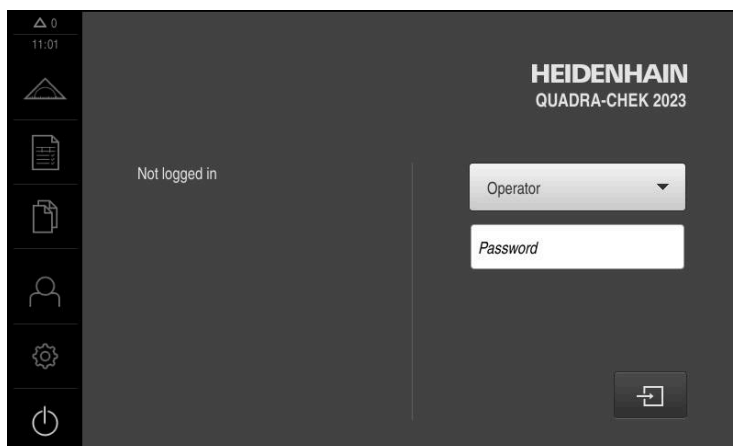 0
11:01
HEIDENHAIN
QUADRA-CHEK 2023
Not logged in
Operator
Password